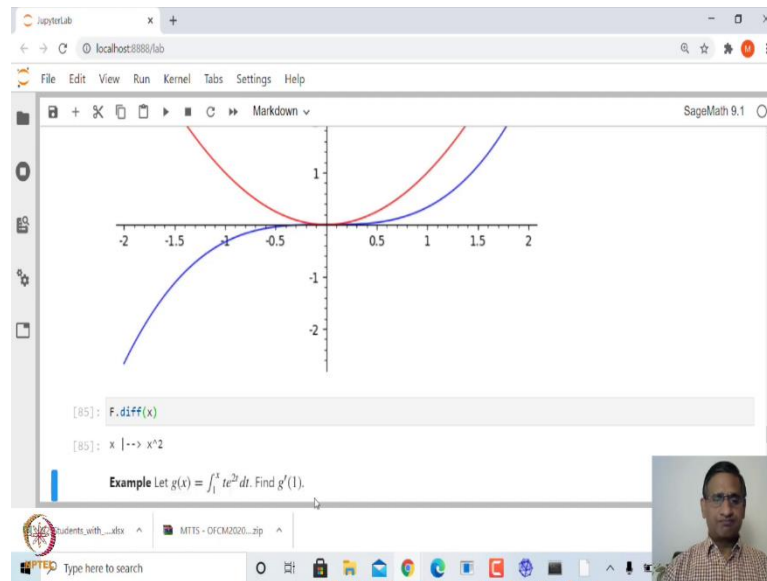 JupyterLab
localhost:8888/lab
M
File Edit View Run Kernel Tabs Settings Help
Markdown
SageMath 9.1
1
-2 -1.5 -1 -0.5 0.5 1 1.5 2
-1
-2
[85]: F.diff(x)
[85]: x |--> x^2
Example Let g(x) = ∫₁ˣ te²ᵗ dt. Find g′(1).
Students_with_....xlsx
MTTS - OFCM2020....zip
NPTEL
Type here to search